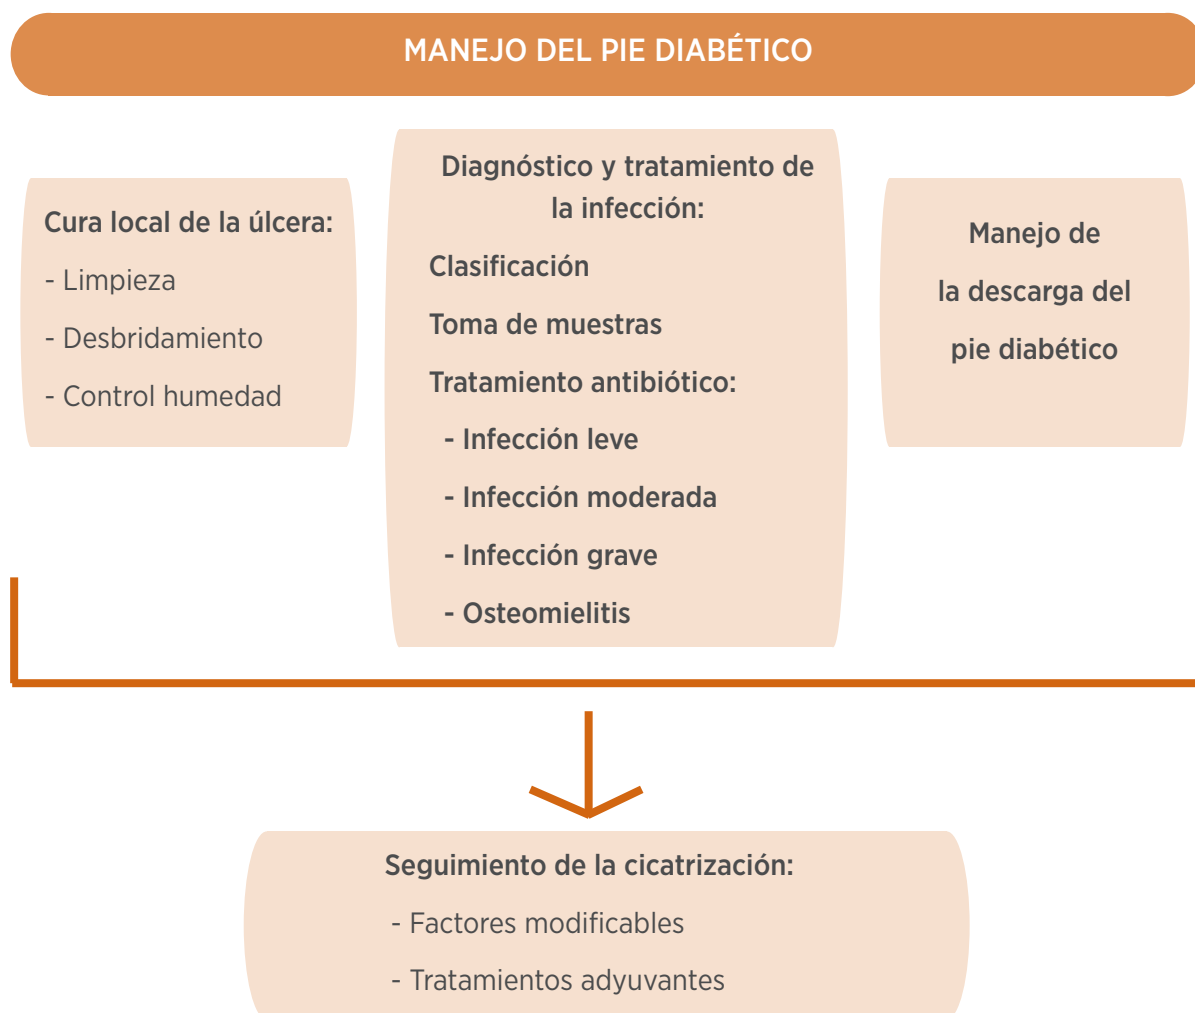 MANEJO DEL PIE DIABÉTICO
Cura local de la úlcera:
- Limpieza
- Desbridamiento
- Control humedad
Diagnóstico y tratamiento de
la infección:
Clasificación
Toma de muestras
Tratamiento antibiótico:
- Infección leve
- Infección moderada
- Infección grave
- Osteomielitis
Manejo de
la descarga del
pie diabético
Seguimiento de la cicatrización:
- Factores modificables
- Tratamientos adyuvantes